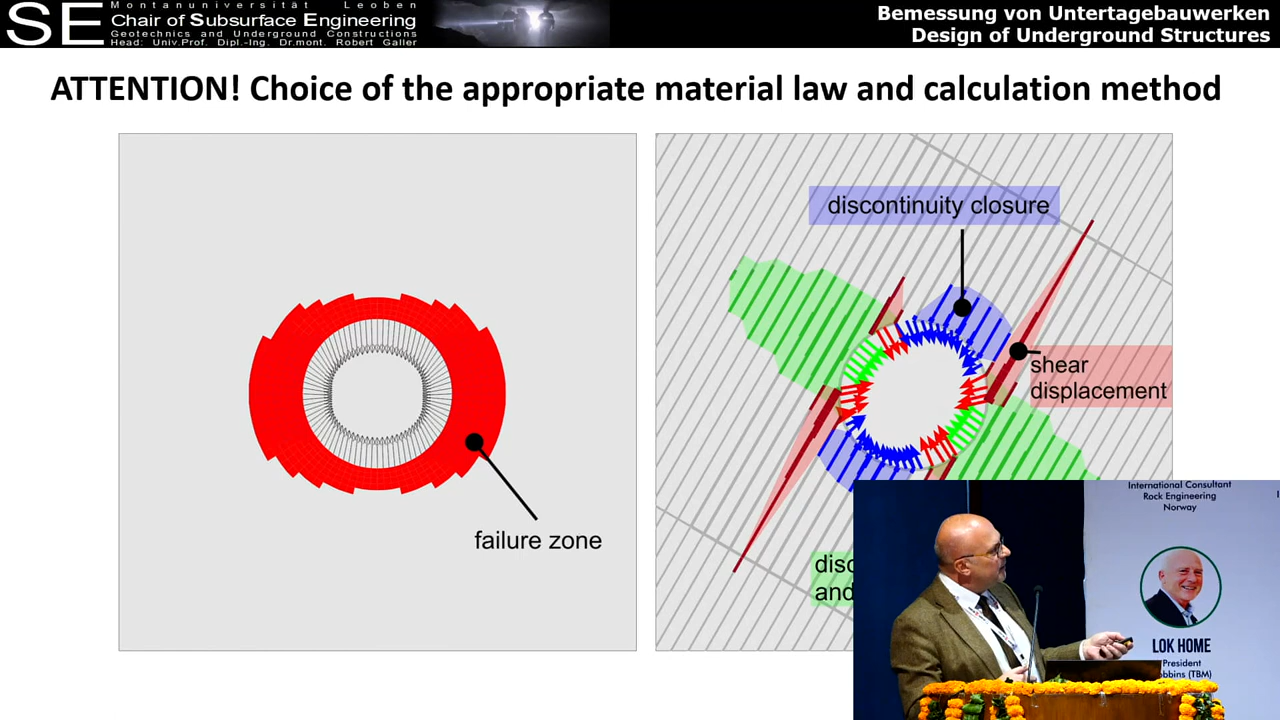 SE
Montanuniversität Leoben
Chair of Subsurface Engineering
Geotechnics and Underground Constructions
Head: Univ.Prof. Dipl.-Ing. Dr.mont. Robert Galler
Bemessung von Untertagebauwerken
Design of Underground Structures
ATTENTION! Choice of the appropriate material law and calculation method
failure zone
discontinuity closure
shear
displacement
disc
and
International Consultant
Rock Engineering
Norway
LOK HOME
President
bbins (TBM)